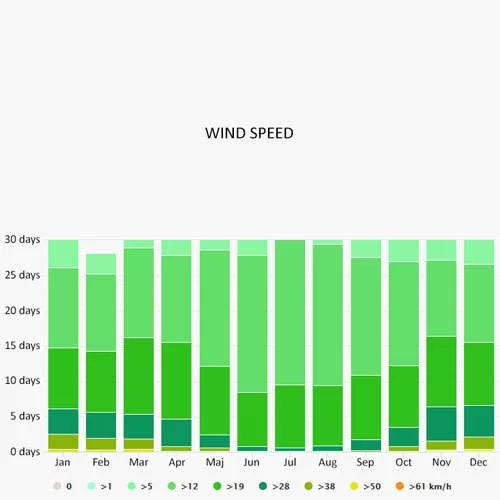 WIND SPEED
30 days
25 days
20 days
15 days
10 days
5 days
0 days
Jan Feb Mar Apr Maj Jun Jul Aug Sep Oct Nov Dec
0 >1 >5 >12 >19 >28 >38 >50 >61 km/h